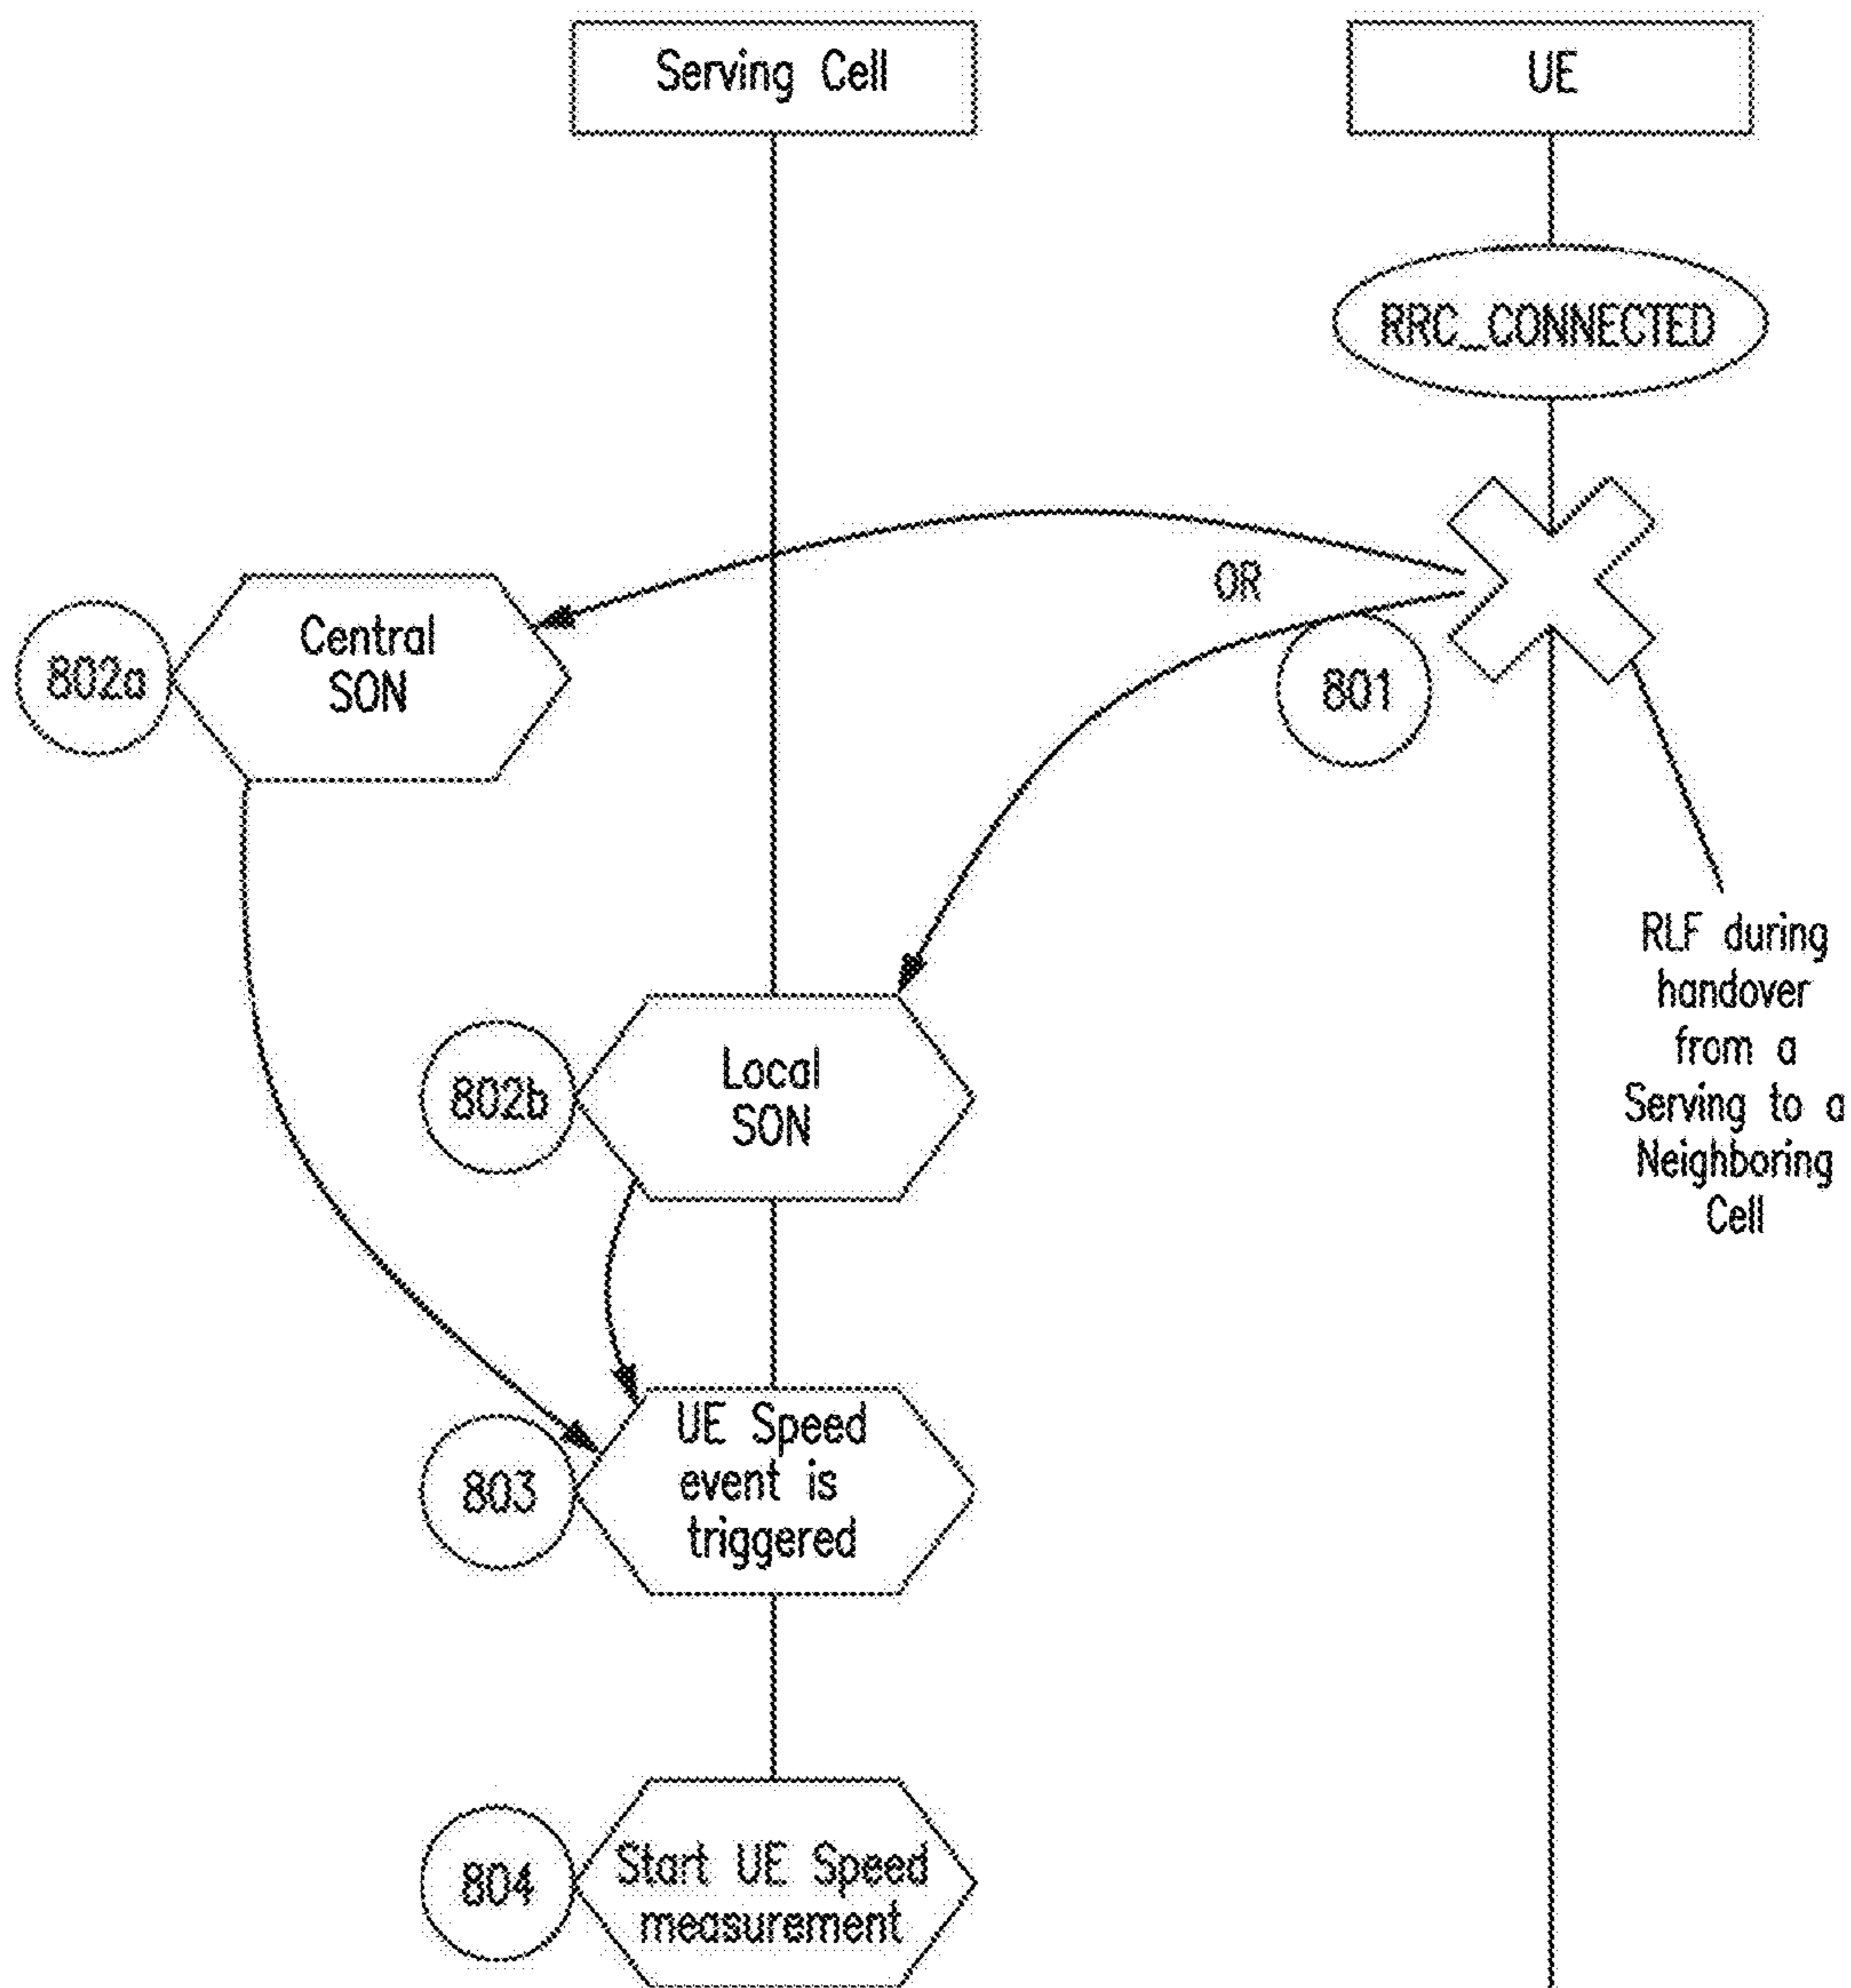 Serving Cell
UE
RRC_CONNECTED
OR
801
Central
SON
802a
RLF during
handover
from a
Serving to a
Neighboring
Cell
Local
SON
802b
UE Speed
event is
triggered
803
Start UE Speed
measurement
804